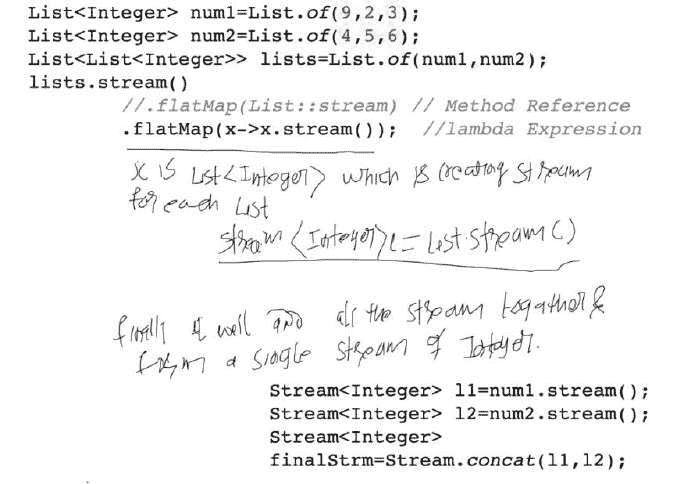 List<Integer> num1=List.of(9,2,3);
List<Integer> num2=List.of(4,5,6);
List<List<Integer>> lists=List.of(num1,num2);
lists.stream()
//.flatMap(List::stream) // Method Reference
.flatMap(x->x.stream()); //lambda Expression
x is List<Integer> which is creating stream
for each List
stream <Integer> = List.stream()
finally it will all the stream togather &
form a single stream of Integer.
Stream<Integer> l1=num1.stream();
Stream<Integer> l2=num2.stream();
Stream<Integer>
finalStrm=Stream.concat(l1,l2);